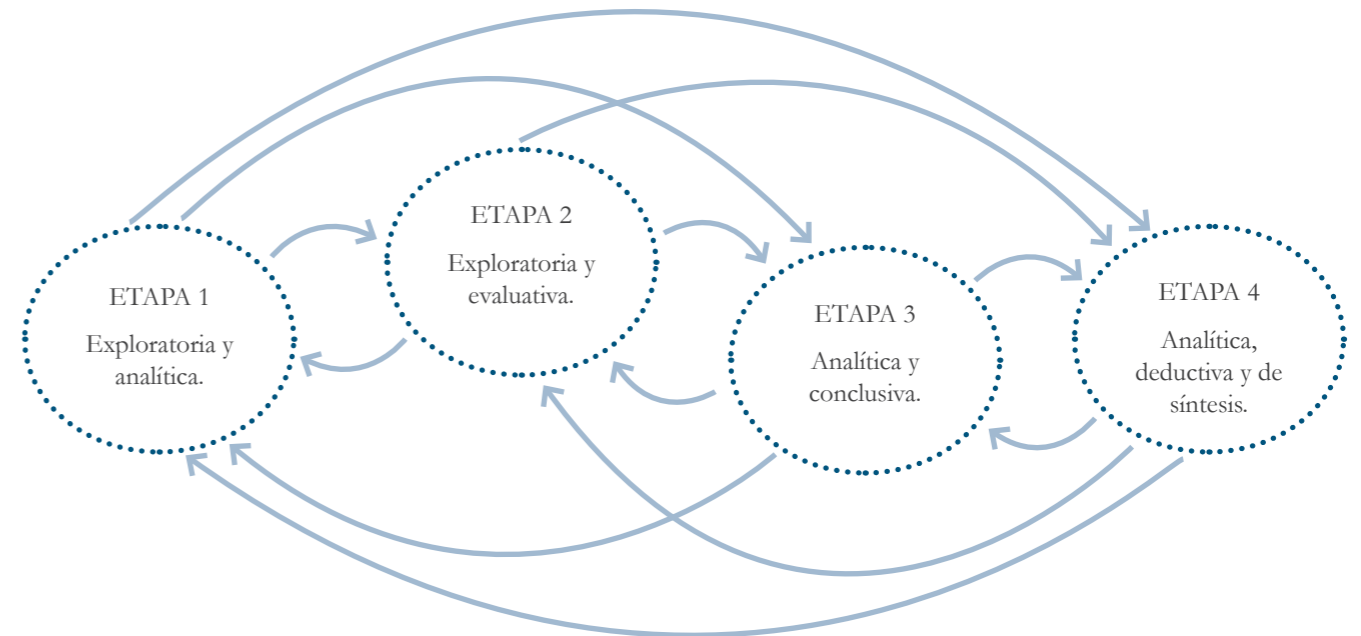 ETAPA 1
Exploratoria y
analítica.
ETAPA 2
Exploratoria y
evaluativa.
ETAPA 3
Analítica y
conclusiva.
ETAPA 4
Analítica,
deductiva y de
síntesis.